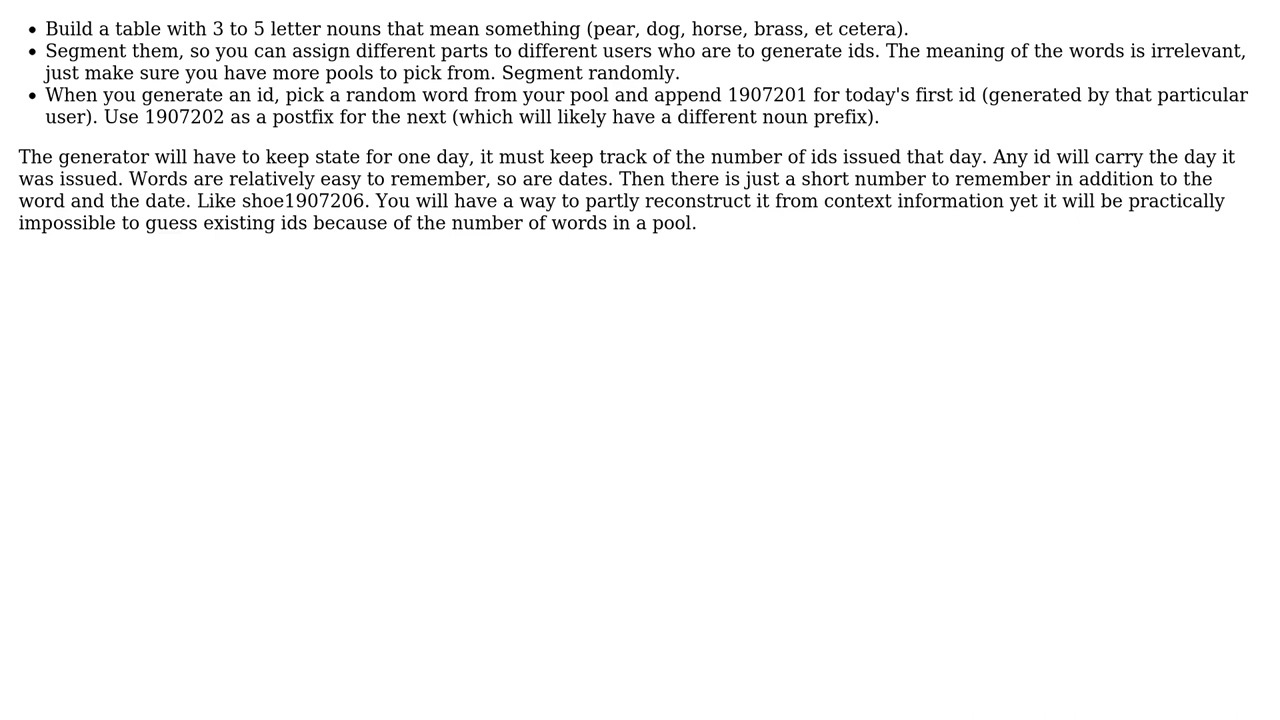 • Build a table with 3 to 5 letter nouns that mean something (pear, dog, horse, brass, et cetera).
• Segment them, so you can assign different parts to different users who are to generate ids. The meaning of the words is irrelevant,
just make sure you have more pools to pick from. Segment randomly.
• When you generate an id, pick a random word from your pool and append 1907201 for today's first id (generated by that particular
user). Use 1907202 as a postfix for the next (which will likely have a different noun prefix).
The generator will have to keep state for one day, it must keep track of the number of ids issued that day. Any id will carry the day it
was issued. Words are relatively easy to remember, so are dates. Then there is just a short number to remember in addition to the
word and the date. Like shoe1907206. You will have a way to partly reconstruct it from context information yet it will be practically
impossible to guess existing ids because of the number of words in a pool.